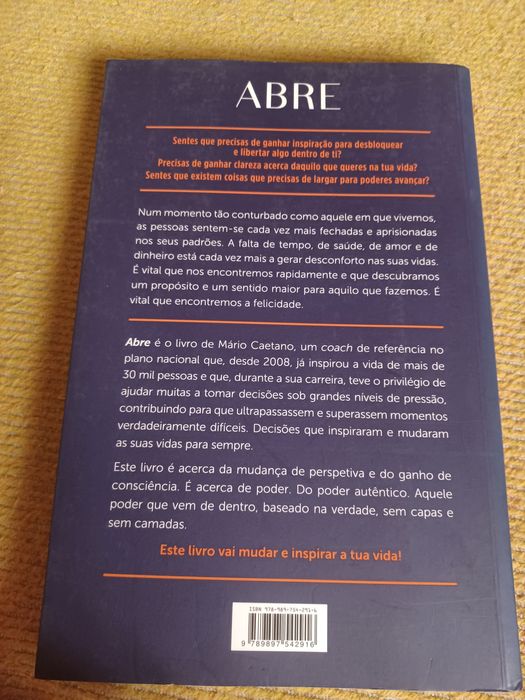 ABRE
Sentes que precisas de ganhar inspiração para desbloquear
e libertar algo dentro de ti?
Precisas de ganhar clareza acerca daquilo que queres na tua vida?
Sentes que existem coisas que precisas de largar para poderes avançar?
Num momento tão conturbado como aquele em que vivemos,
as pessoas sentem-se cada vez mais fechadas e aprisionadas
nos seus padrões. A falta de tempo, de saúde, de amor e de
dinheiro está cada vez mais a gerar desconforto nas suas vidas.
É vital que nos encontremos rapidamente e que descubramos
um propósito e um sentido maior para aquilo que fazemos. É
vital que encontremos a felicidade.
Abre é o livro de Mário Caetano, um coach de referência no
plano nacional que, desde 2008, já inspirou a vida de mais de
30 mil pessoas e que, durante a sua carreira, teve o privilégio de
ajudar muitas a tomar decisões sob grandes níveis de pressão,
contribuindo para que ultrapassassem e superassem momentos
verdadeiramente difíceis. Decisões que inspiraram e mudaram
as suas vidas para sempre.
Este livro é acerca da mudança de perspetiva e do ganho de
consciência. É acerca de poder. Do poder autêntico. Aquele
poder que vem de dentro, baseado na verdade, sem capas e
sem camadas.
Este livro vai mudar e inspirar a tua vida!
ISBN 978-989-754-291-6
9 789897 542916